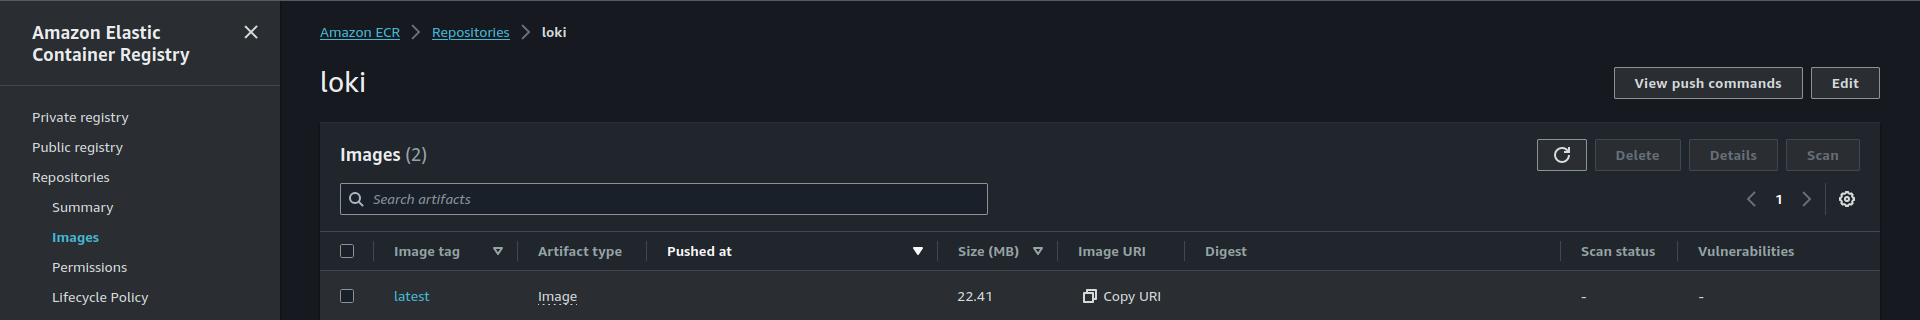 Amazon Elastic
Container Registry
Private registry
Public registry
Repositories
Summary
Images
Permissions
Lifecycle Policy
Amazon ECR Repositories loki
loki
View push commands Edit
Images (2)
Delete Details Scan
Search artifacts
1
Image tag Artifact type Pushed at Size (MB) Image URI Digest Scan status Vulnerabilities
latest Image 22.41 Copy URI - -